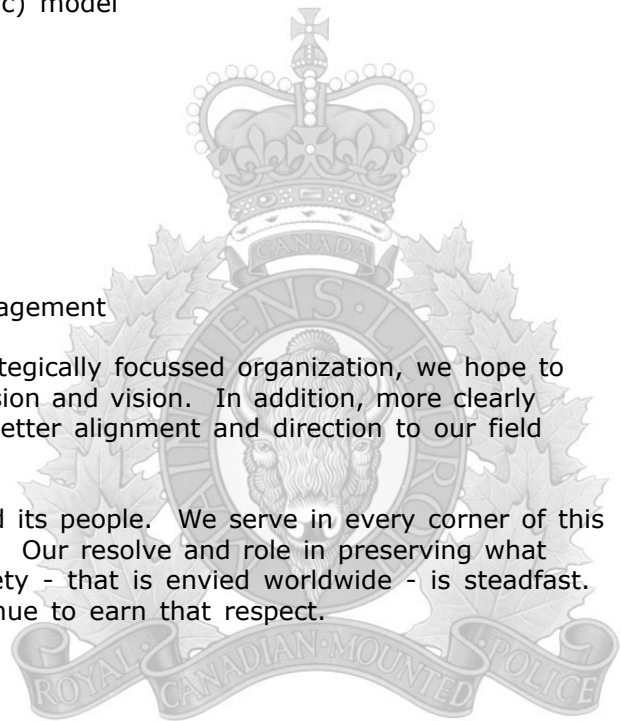 c) model
CANADA
agement
tegically focussed organization, we hope to
sion and vision. In addition, more clearly
etter alignment and direction to our field
d its people. We serve in every corner of this
Our resolve and role in preserving what
ety - that is envied worldwide - is steadfast.
nue to earn that respect.
ROYAL · CANADIAN · MOUNTED · POLICE